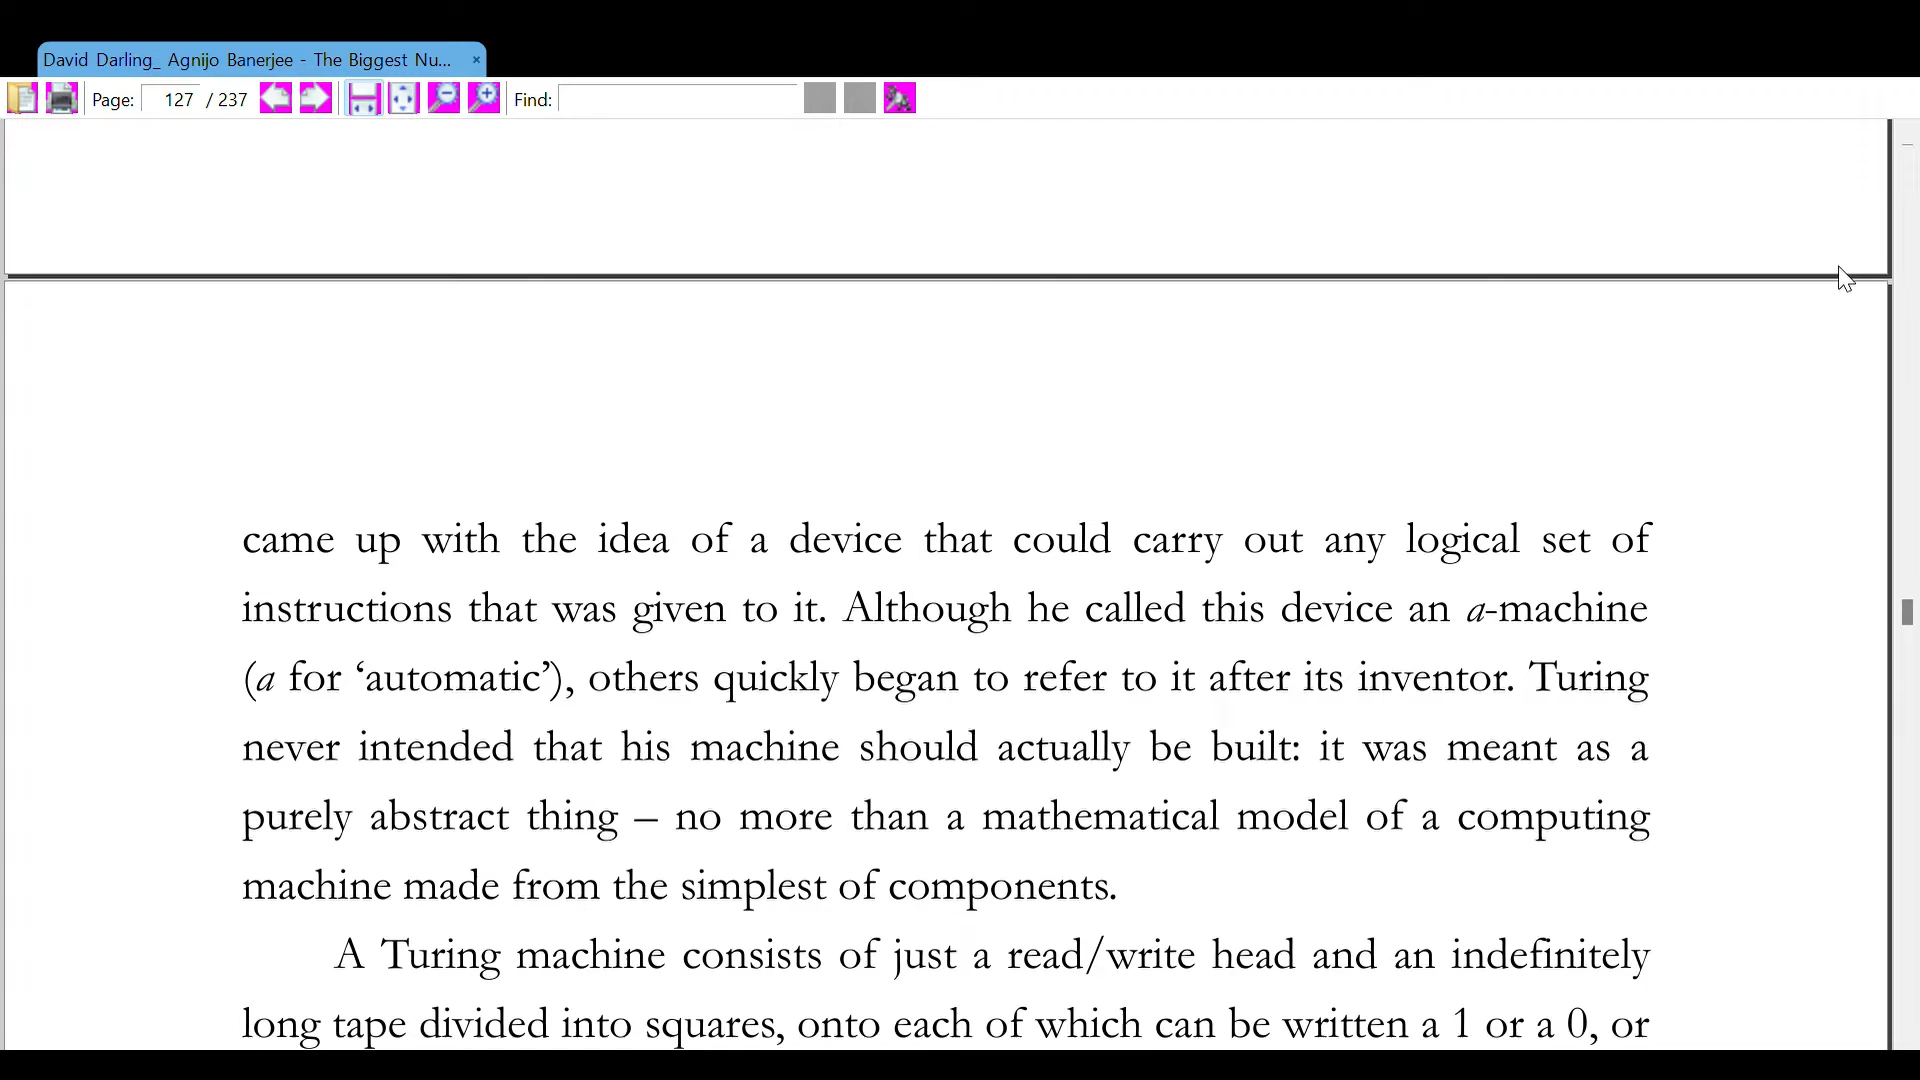 David Darling_ Agnijo Banerjee - The Biggest Nu... ×
Page: 127 / 237 Find:
came up with the idea of a device that could carry out any logical set of
instructions that was given to it. Although he called this device an a-machine
(a for ‘automatic’), others quickly began to refer to it after its inventor. Turing
never intended that his machine should actually be built: it was meant as a
purely abstract thing – no more than a mathematical model of a computing
machine made from the simplest of components.
A Turing machine consists of just a read/write head and an indefinitely
long tape divided into squares, onto each of which can be written a 1 or a 0, or